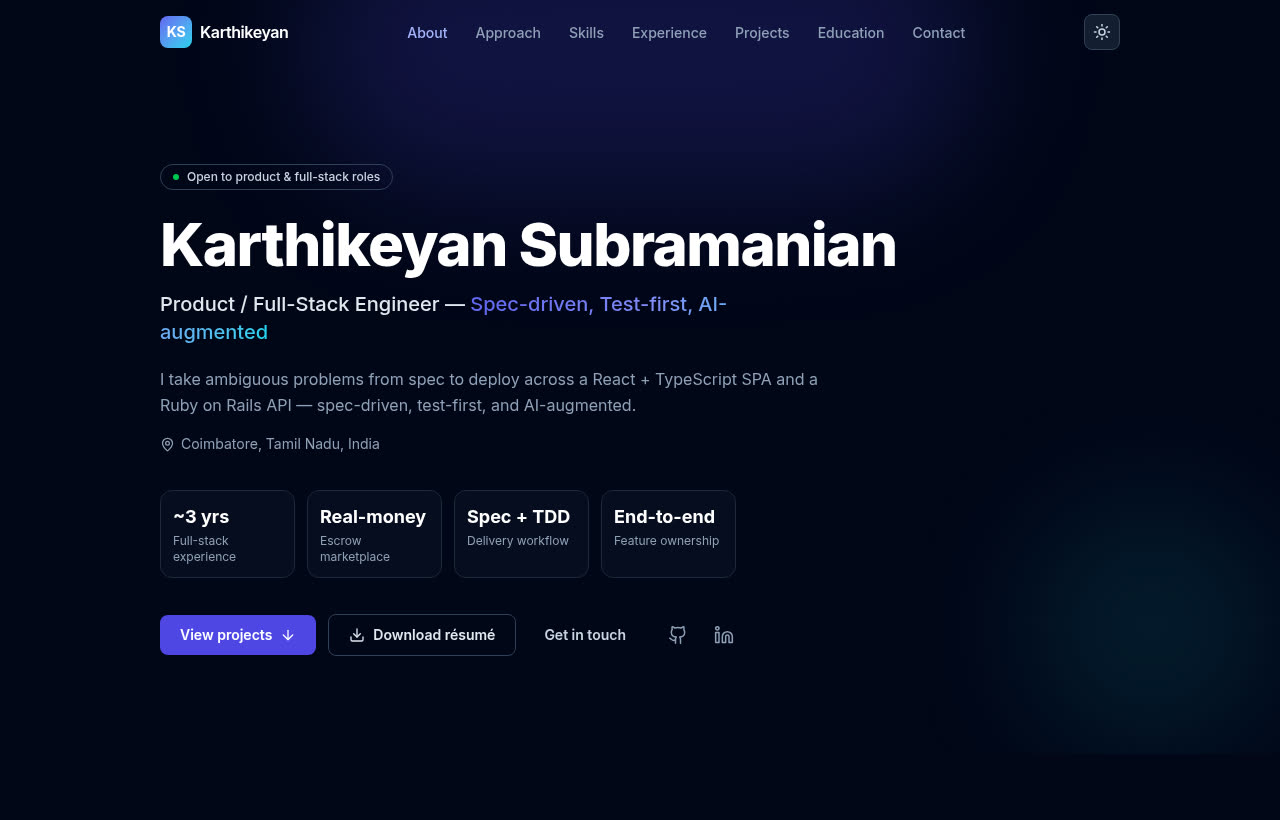 KS Karthikeyan
About Approach Skills Experience Projects Education Contact
Open to product & full-stack roles
Karthikeyan Subramanian
Product / Full-Stack Engineer — Spec-driven, Test-first, AI-
augmented
I take ambiguous problems from spec to deploy across a React + TypeScript SPA and a
Ruby on Rails API — spec-driven, test-first, and AI-augmented.
Coimbatore, Tamil Nadu, India
~3 yrs
Full-stack
experience
Real-money
Escrow
marketplace
Spec + TDD
Delivery workflow
End-to-end
Feature ownership
View projects
Download résumé
Get in touch